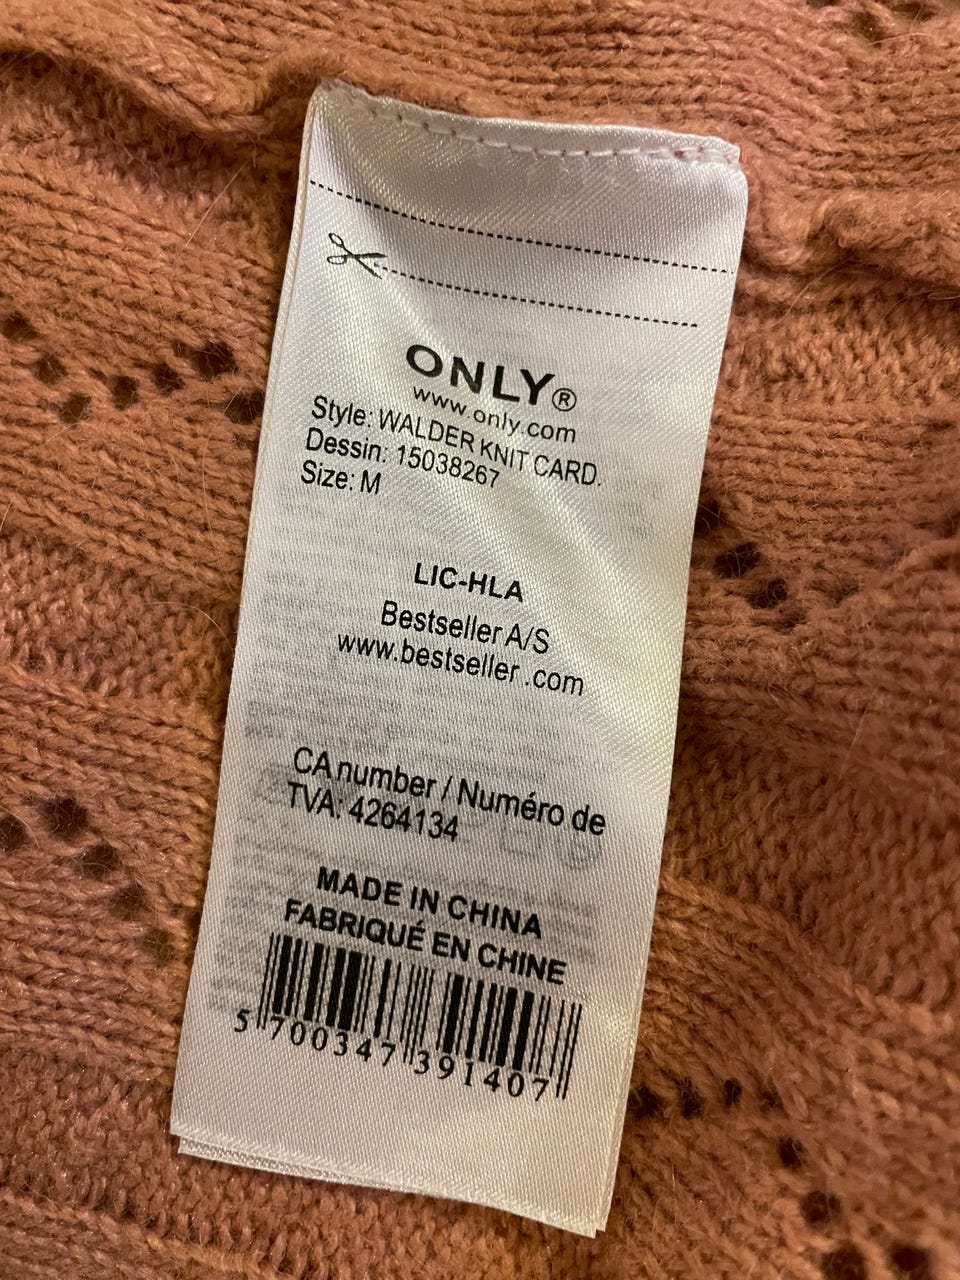 ONLY®
www.only.com
Style: WALDER KNIT CARD.
Dessin: 15038267
Size: M
LIC-HLA
Bestseller A/S
www.bestseller.com
CA number / Numéro de
TVA: 4264134
MADE IN CHINA
FABRIQUÉ EN CHINE
5 700347 391407